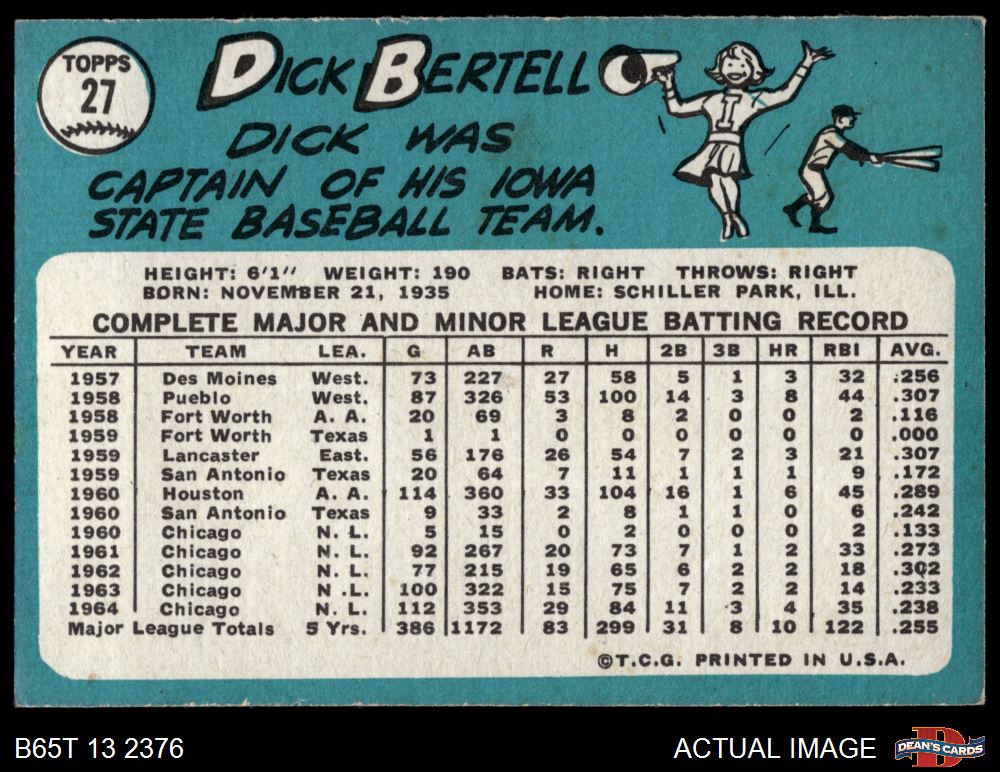 TOPPS
27
DICK BERTELL
DICK WAS
CAPTAIN OF HIS IOWA
STATE BASEBALL TEAM.
I
HEIGHT: 6'1" WEIGHT: 190 BATS: RIGHT THROWS: RIGHT
BORN: NOVEMBER 21, 1935 HOME: SCHILLER PARK, ILL.
COMPLETE MAJOR AND MINOR LEAGUE BATTING RECORD
YEAR TEAM LEA. G AB R H 2B 3B HR RBI AVG.
1957 Des Moines West. 73 227 27 58 5 1 3 32 .256
1958 Pueblo West. 87 326 53 100 14 3 8 44 .307
1958 Fort Worth A. A. 20 69 3 8 2 0 0 2 .116
1959 Fort Worth Texas 1 1 0 0 0 0 0 0 .000
1959 Lancaster East. 56 176 26 54 7 2 3 21 .307
1959 San Antonio Texas 20 64 7 11 1 1 1 9 .172
1960 Houston A. A. 114 360 33 104 16 1 6 45 .289
1960 San Antonio Texas 9 33 2 8 1 1 0 6 .242
1960 Chicago N. L. 5 15 0 2 0 0 0 2 .133
1961 Chicago N. L. 92 267 20 73 7 1 2 33 .273
1962 Chicago N. L. 77 215 19 65 6 2 2 18 .302
1963 Chicago N .L. 100 322 15 75 7 2 2 14 .233
1964 Chicago N. L. 112 353 29 84 11 3 4 35 .238
Major League Totals 5 Yrs. 386 1172 83 299 31 8 10 122 .255
©T.C.G. PRINTED IN U.S.A.
B65T 13 2376 ACTUAL IMAGE
D
DEAN'S CARDS